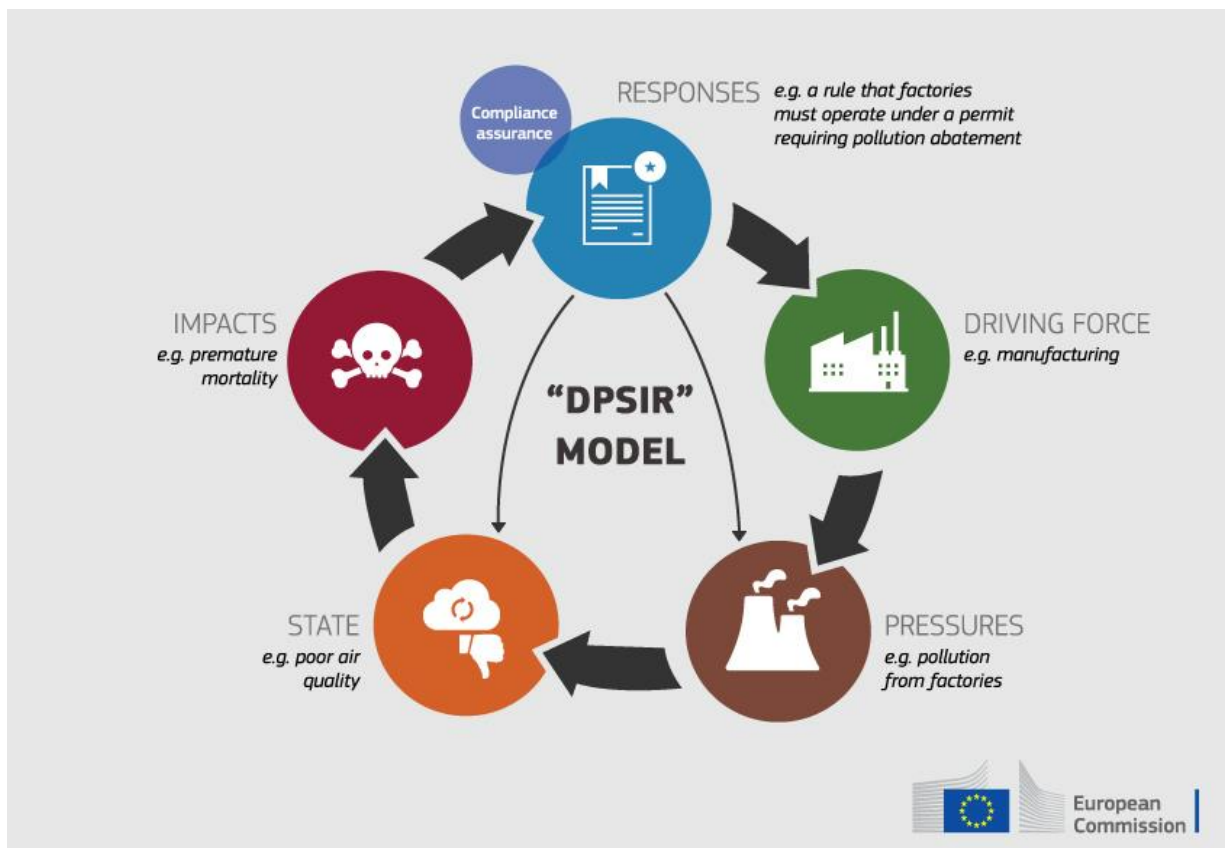 Compliance
assurance
RESPONSES
e.g. a rule that factories
must operate under a permit
requiring pollution abatement
IMPACTS
e.g. premature
mortality
DRIVING FORCE
e.g. manufacturing
“DPSIR”
MODEL
STATE
e.g. poor air
quality
PRESSURES
e.g. pollution
from factories
European
Commission